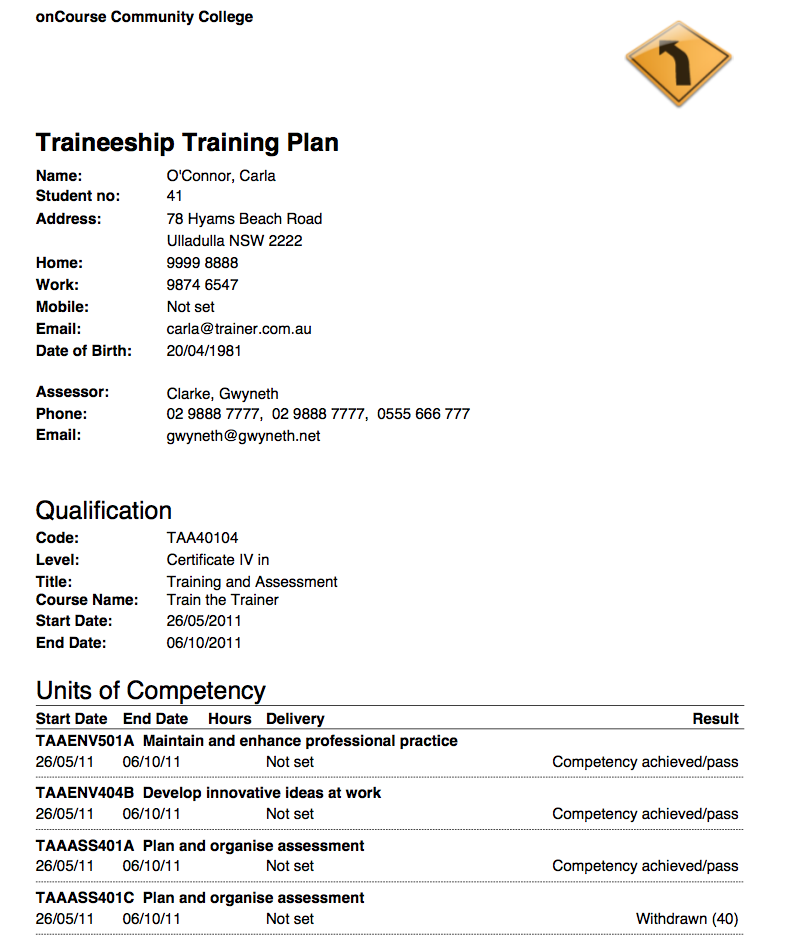 onCourse Community College
Traineeship Training Plan
Name: O'Connor, Carla
Student no: 41
Address: 78 Hyams Beach Road
Ulladulla NSW 2222
Home: 9999 8888
Work: 9874 6547
Mobile: Not set
Email: carla@trainer.com.au
Date of Birth: 20/04/1981
Assessor: Clarke, Gwyneth
Phone: 02 9888 7777, 02 9888 7777, 0555 666 777
Email: gwyneth@gwyneth.net
Qualification
Code: TAA40104
Level: Certificate IV in
Title: Training and Assessment
Course Name: Train the Trainer
Start Date: 26/05/2011
End Date: 06/10/2011
Units of Competency
Start Date End Date Hours Delivery Result
TAAENV501A Maintain and enhance professional practice
26/05/11 06/10/11 Not set Competency achieved/pass
TAAENV404B Develop innovative ideas at work
26/05/11 06/10/11 Not set Competency achieved/pass
TAAASS401A Plan and organise assessment
26/05/11 06/10/11 Not set Competency achieved/pass
TAAASS401C Plan and organise assessment
26/05/11 06/10/11 Not set Withdrawn (40)